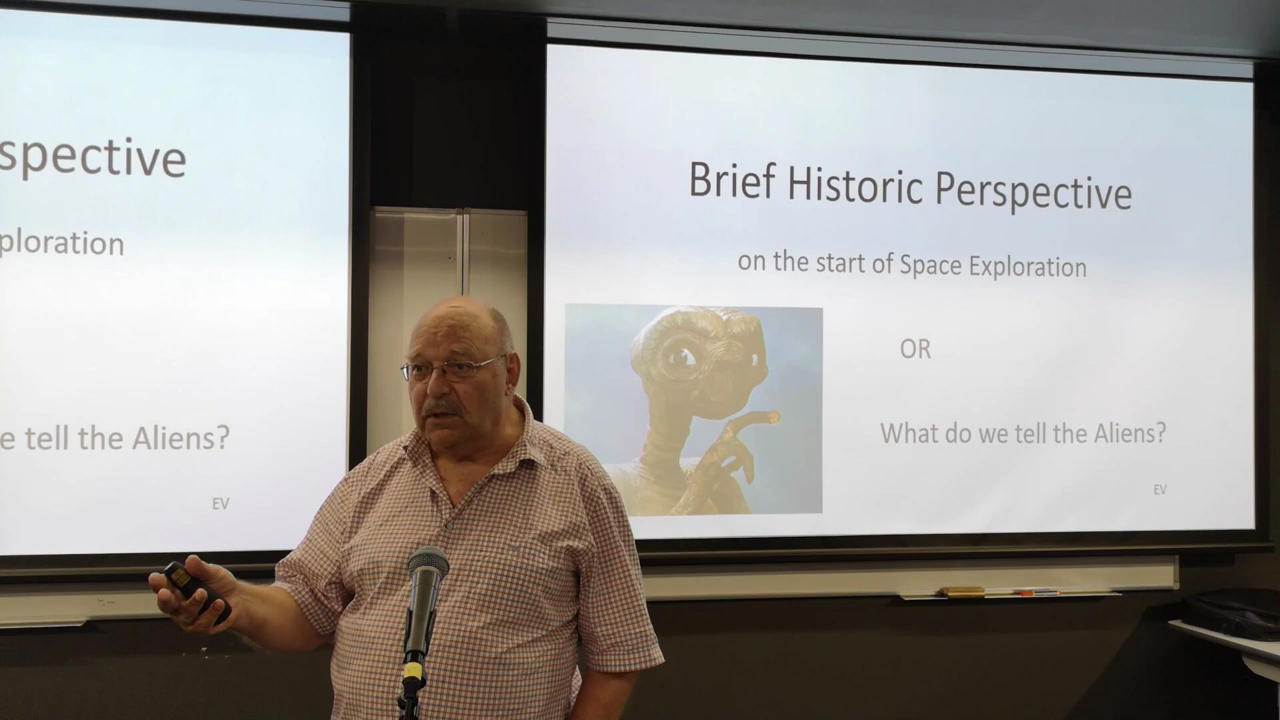 spective
ploration
e tell the Aliens?
EV
Brief Historic Perspective
on the start of Space Exploration
OR
What do we tell the Aliens?
EV